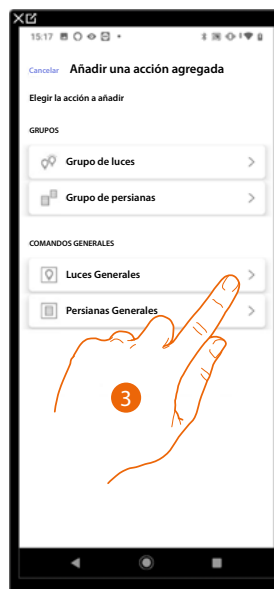 15:17
Cancelar Añadir una acción agregada
Elegir la acción a añadir
GRUPOS
Grupo de luces
Grupo de persianas
COMANDOS GENERALES
Luces Generales
Persianas Generales
3